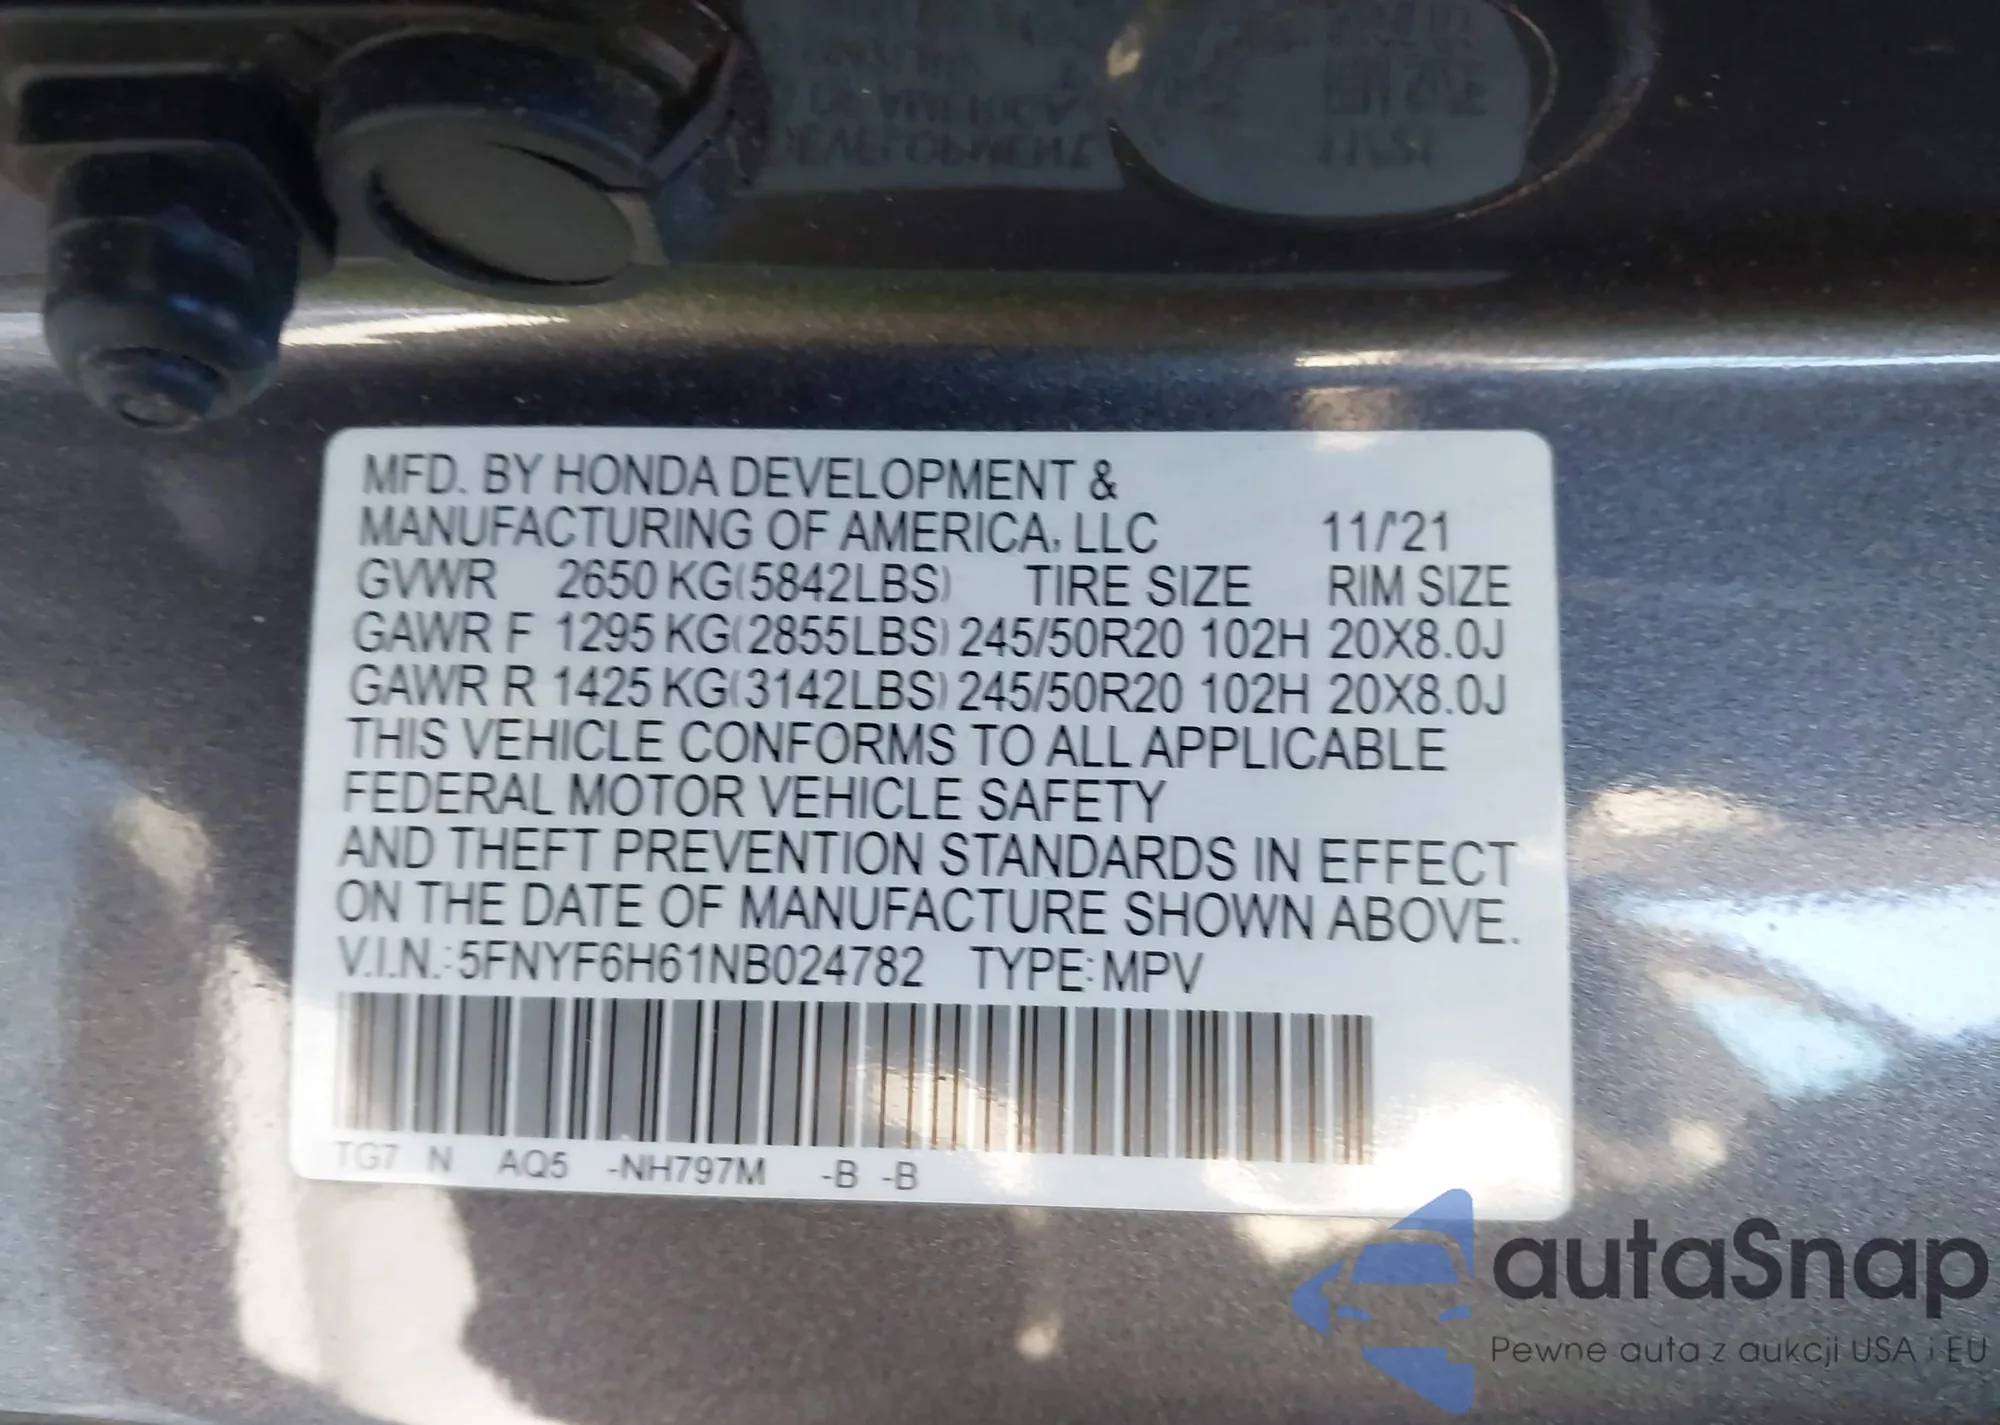 MFD. BY HONDA DEVELOPMENT &
MANUFACTURING OF AMERICA, LLC 11/'21
GVWR 2650 KG(5842LBS) TIRE SIZE RIM SIZE
GAWR F 1295 KG(2855LBS) 245/50R20 102H 20X8.0J
GAWR R 1425 KG(3142LBS) 245/50R20 102H 20X8.0J
THIS VEHICLE CONFORMS TO ALL APPLICABLE
FEDERAL MOTOR VEHICLE SAFETY
AND THEFT PREVENTION STANDARDS IN EFFECT
ON THE DATE OF MANUFACTURE SHOWN ABOVE.
V.I.N.:5FNYF6H61NB024782 TYPE:MPV
TG7 N AQ5 -NH797M -B -B
autaSnap
Pewne auta z aukcji USA i EU